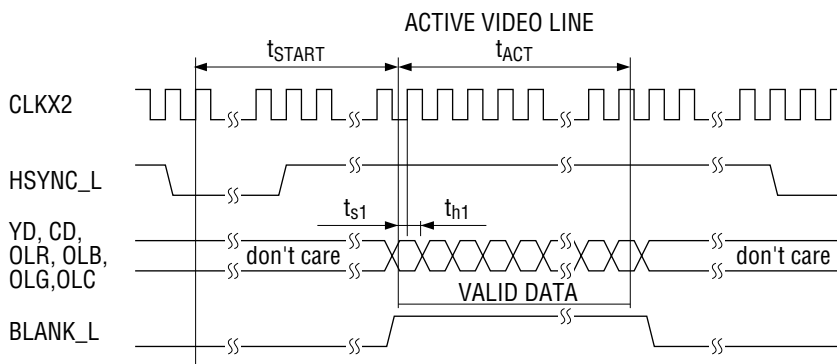 ACTIVE VIDEO LINE
tSTART
tACT
CLKX2
HSYNC_L
ts1
th1
YD, CD,
OLR, OLB,
OLG,OLC
don't care
don't care
VALID DATA
BLANK_L